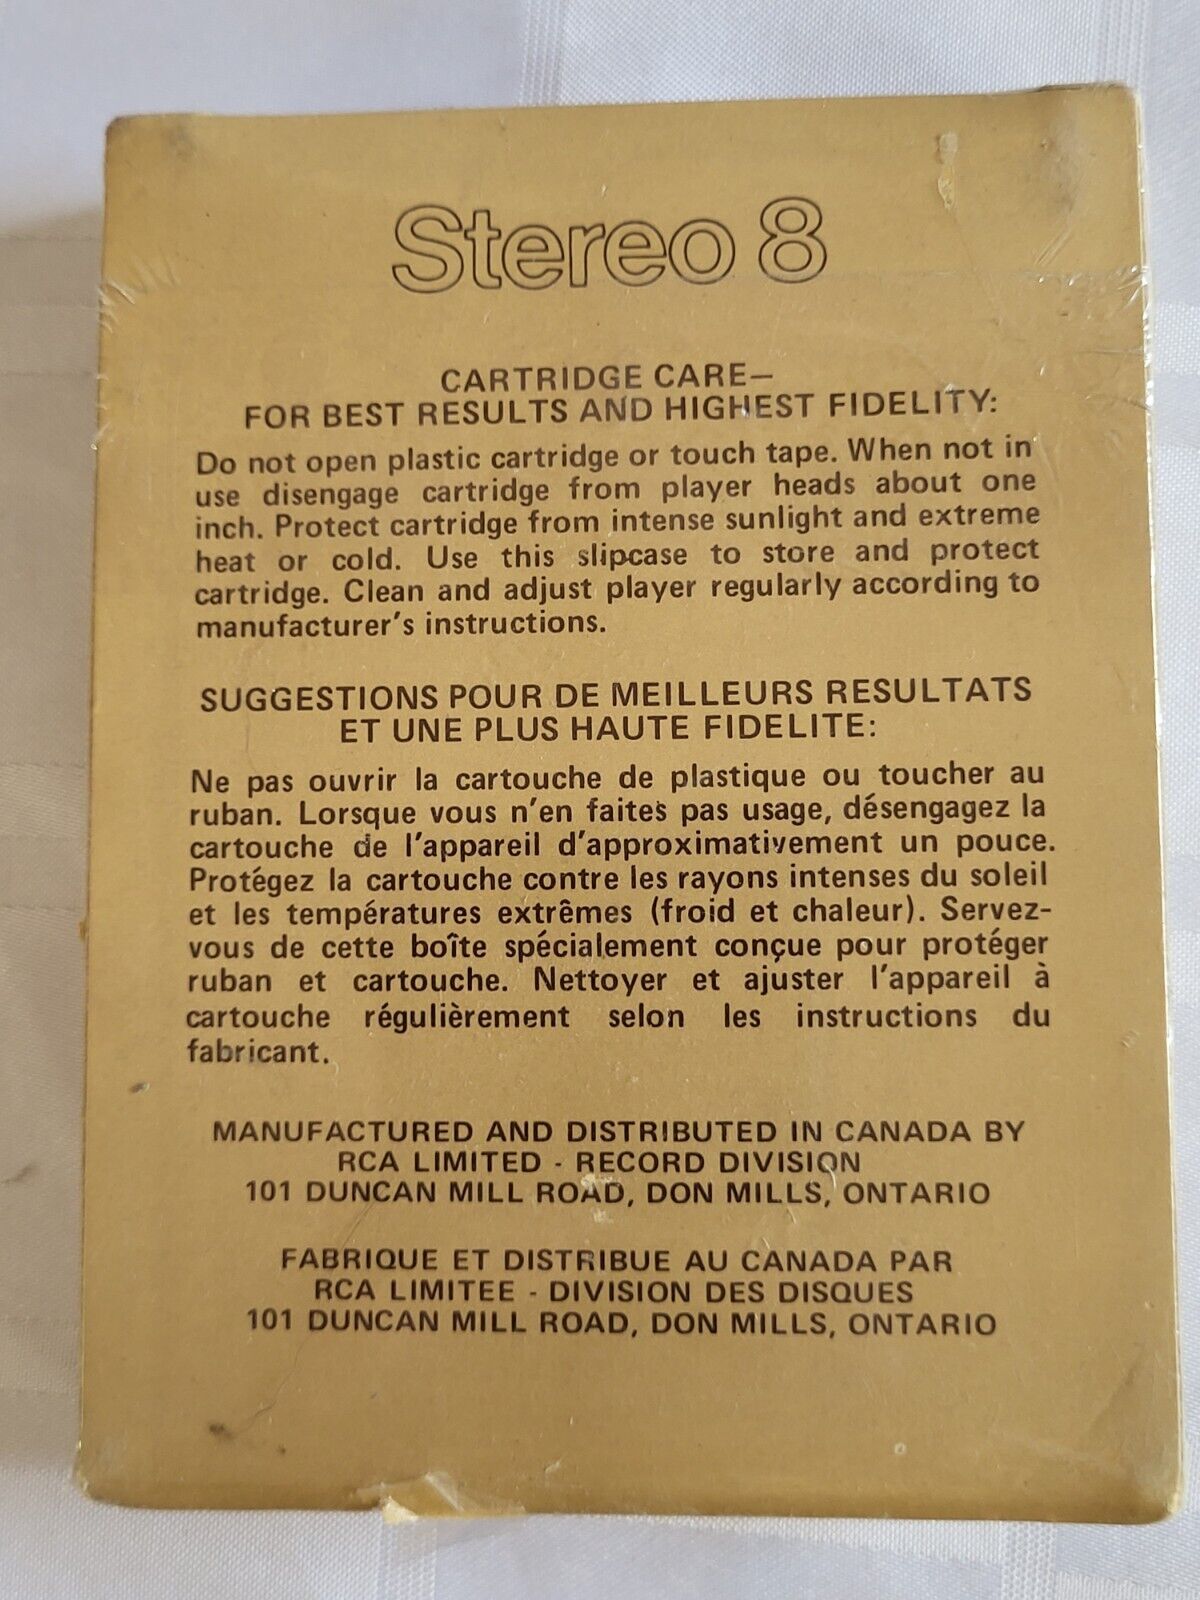 Stereo 8
CARTRIDGE CARE—
FOR BEST RESULTS AND HIGHEST FIDELITY:
Do not open plastic cartridge or touch tape. When not in
use disengage cartridge from player heads about one
inch. Protect cartridge from intense sunlight and extreme
heat or cold. Use this slipcase to store and protect
cartridge. Clean and adjust player regularly according to
manufacturer's instructions.
SUGGESTIONS POUR DE MEILLEURS RESULTATS
ET UNE PLUS HAUTE FIDELITE:
Ne pas ouvrir la cartouche de plastique ou toucher au
ruban. Lorsque vous n'en faites pas usage, désengagez la
cartouche de l'appareil d'approximativement un pouce.
Protégez la cartouche contre les rayons intenses du soleil
et les températures extrêmes (froid et chaleur). Servez-
vous de cette boîte spécialement conçue pour protéger
ruban et cartouche. Nettoyer et ajuster l'appareil à
cartouche régulièrement selon les instructions du
fabricant.
MANUFACTURED AND DISTRIBUTED IN CANADA BY
RCA LIMITED - RECORD DIVISION
101 DUNCAN MILL ROAD, DON MILLS, ONTARIO
FABRIQUE ET DISTRIBUE AU CANADA PAR
RCA LIMITEE - DIVISION DES DISQUES
101 DUNCAN MILL ROAD, DON MILLS, ONTARIO